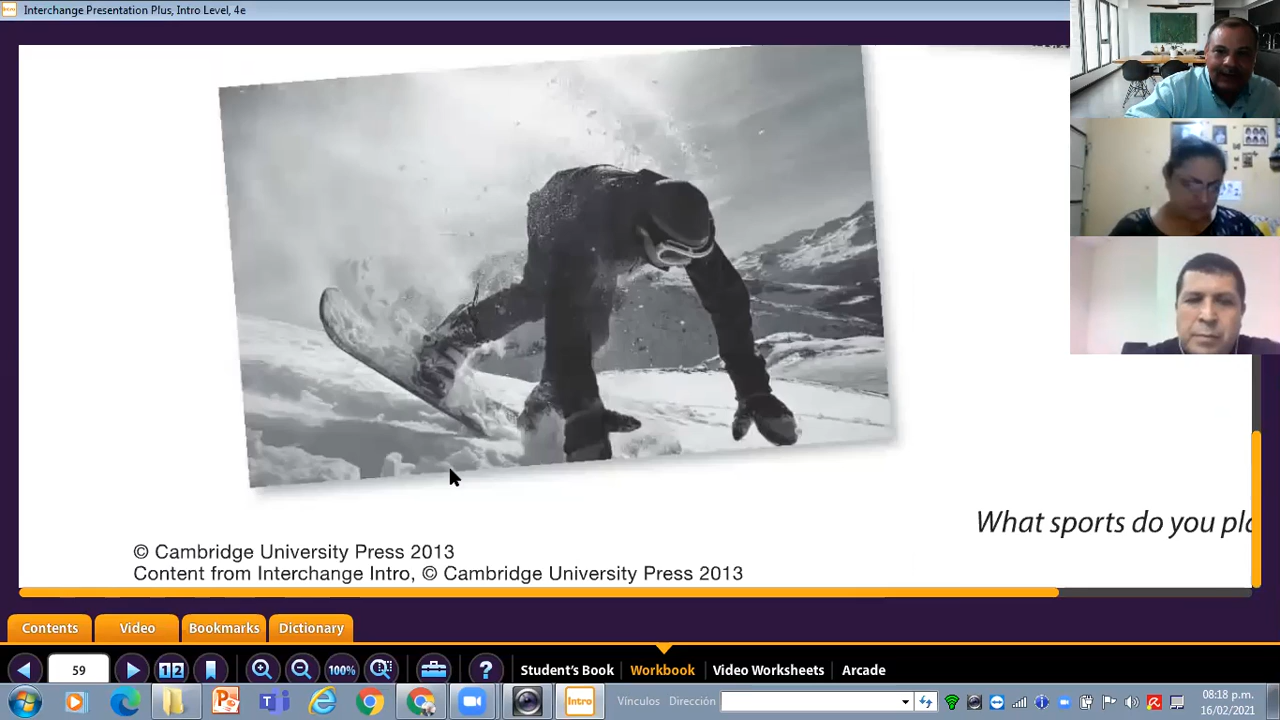 Interchange Presentation Plus, Intro Level, 4e
What sports do you pla
© Cambridge University Press 2013
Content from Interchange Intro, © Cambridge University Press 2013
Contents
Video
Bookmarks
Dictionary
59
12
100%
Student's Book
Workbook
Video Worksheets
Arcade
Intro
Vínculos
Dirección
08:18 p.m.
16/02/2021